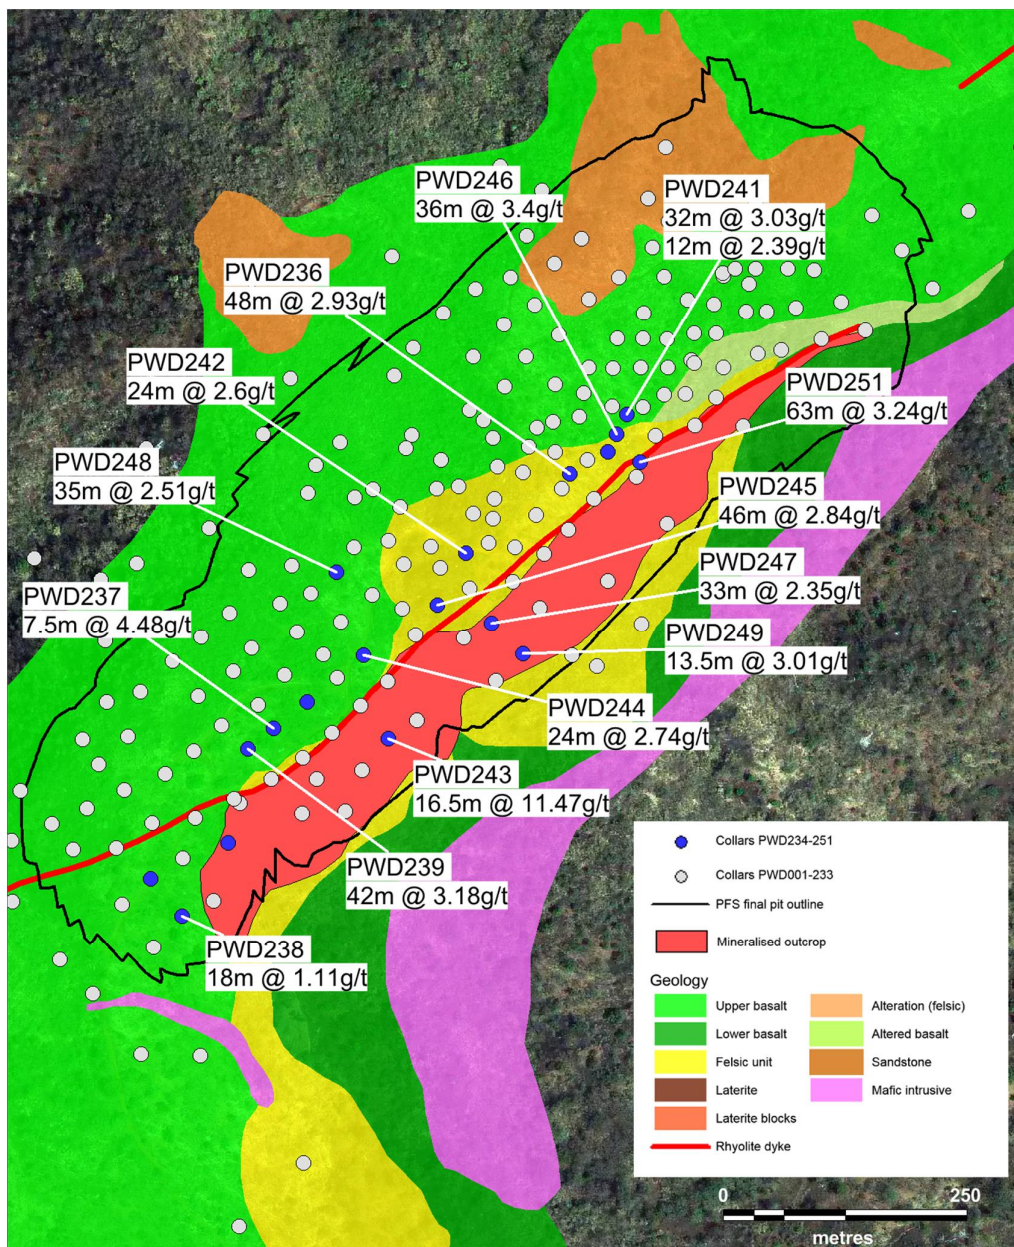 PWD246
36m @ 3.4g/t
PWD241
32m @ 3.03g/t
12m @ 2.39g/t
PWD236
48m @ 2.93g/t
PWD242
24m @ 2.6g/t
PWD251
63m @ 3.24g/t
PWD248
35m @ 2.51g/t
PWD245
46m @ 2.84g/t
PWD247
33m @ 2.35g/t
PWD237
7.5m @ 4.48g/t
PWD249
13.5m @ 3.01g/t
PWD244
24m @ 2.74g/t
PWD243
16.5m @ 11.47g/t
PWD239
42m @ 3.18g/t
PWD238
18m @ 1.11g/t
Collars PWD234-251
Collars PWD001-233
PFS final pit outline
Mineralised outcrop
Geology
Upper basalt
Lower basalt
Felsic unit
Laterite
Laterite blocks
Rhyolite dyke
Alteration (felsic)
Altered basalt
Sandstone
Mafic intrusive
0 250
metres